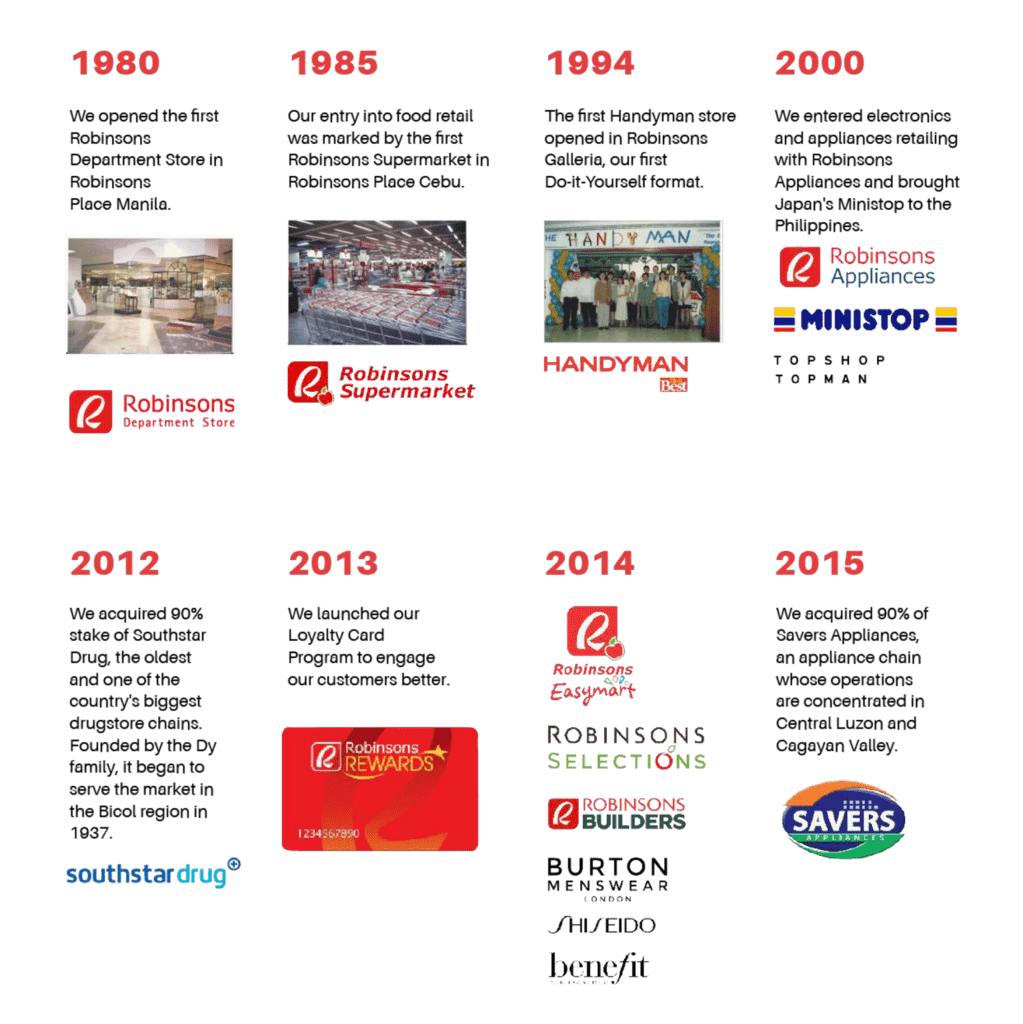 1980
We opened the first
Robinsons
Department Store in
Robinsons
Place Manila.
Robinsons
Department Store
1985
Our entry into food retail
was marked by the first
Robinsons Supermarket in
Robinsons Place Cebu.
Robinsons
Supermarket
1994
The first Handyman store
opened in Robinsons
Galleria, our first
Do-it-Yourself format.
HANDY MAN
HANDYMAN
Do it Best
2000
We entered electronics
and appliances retailing
with Robinsons
Appliances and brought
Japan's Ministop to the
Philippines.
Robinsons
Appliances
MINISTOP
TOPSHOP
TOPMAN
2012
We acquired 90%
stake of Southstar
Drug, the oldest
and one of the
country's biggest
drugstore chains.
Founded by the Dy
family, it began to
serve the market in
the Bicol region in
1937.
southstardrug
2013
We launched our
Loyalty Card
Program to engage
our customers better.
Robinsons
REWARDS
1234567890
2014
Robinsons
Easymart
ROBINSONS
SELECTIONS
ROBINSONS
BUILDERS
BURTON
MENSWEAR
LONDON
SHISEIDO
benefit
2015
We acquired 90% of
Savers Appliances,
an appliance chain
whose operations
are concentrated in
Central Luzon and
Cagayan Valley.
SAVERS
APPLIANCES